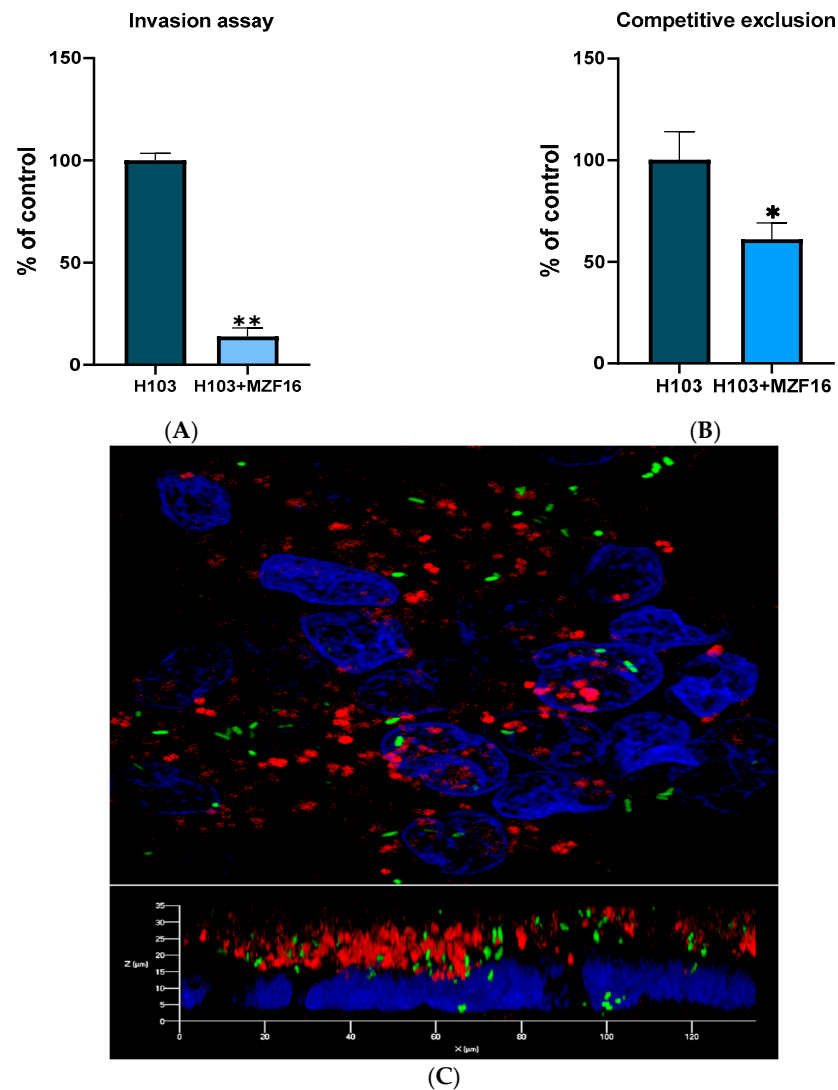 Invasion assay
150
100
50
0
% of control
**
H103 H103+MZF16
(A)
Competitive exclusion
150
100
50
0
% of control
*
H103 H103+MZF16
(B)
35
30
25
20
15
10
5
0
Z [µm]
0 20 40 60 80 100 120
X [µm]
(C)